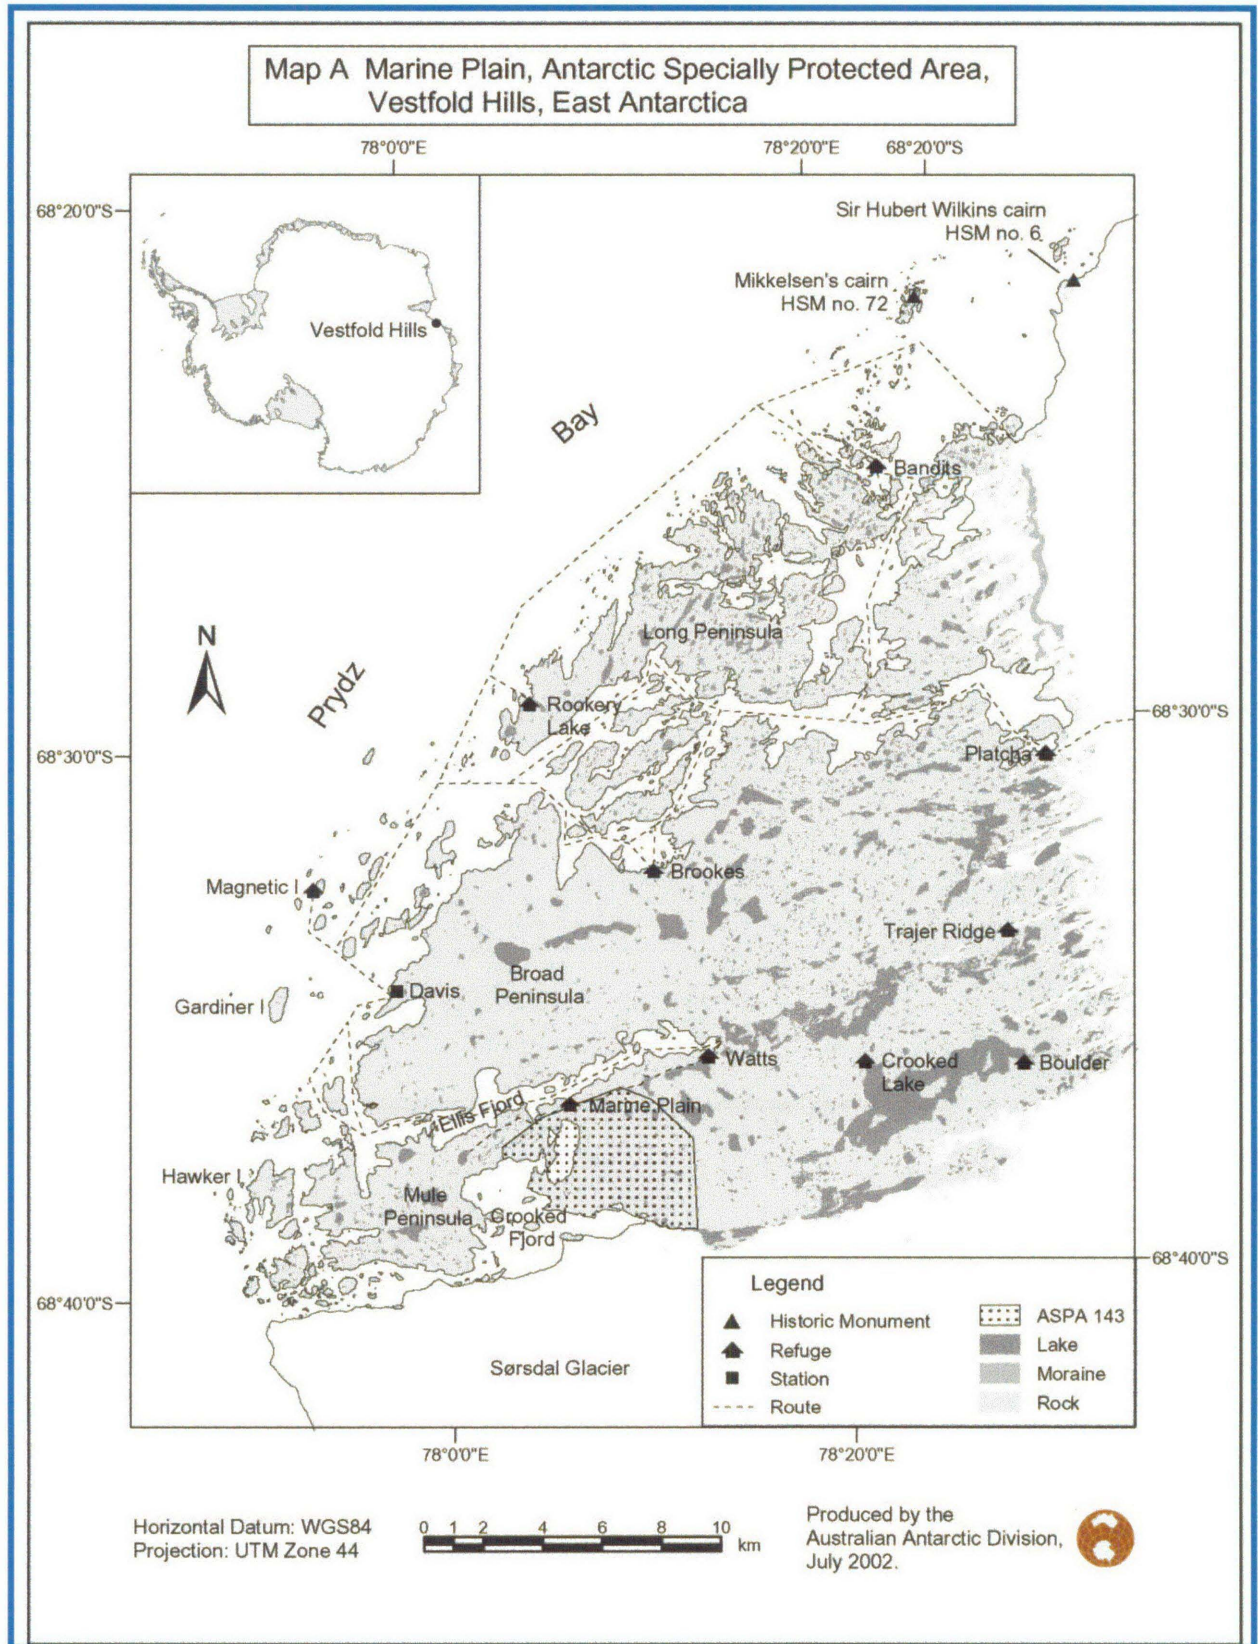 Map A Marine Plain, Antarctic Specially Protected Area,
Vestfold Hills, East Antarctica
78°0'0"E
78°20'0"E
68°20'0"S
68°20'0"S
Sir Hubert Wilkins cairn
HSM no. 6
Mikkelsen's cairn
HSM no. 72
Vestfold Hills
Bay
Bandits
N
Long Peninsula
Prydz
Rookery
Lake
68°30'0"S
68°30'0"S
Platcha
Brookes
Magnetic I
Trajer Ridge
Broad
Peninsula
Davis
Gardiner I
Watts
Crooked
Lake
Boulder
Ellis Fjord
Marine Plain
Hawker I
Mule
Peninsula
Crooked
Fjord
68°40'0"S
68°40'0"S
Sørsdal Glacier
Legend
Historic Monument
Refuge
Station
Route
ASPA 143
Lake
Moraine
Rock
78°0'0"E
78°20'0"E
Horizontal Datum: WGS84
Projection: UTM Zone 44
0 1 2 4 6 8 10
km
Produced by the
Australian Antarctic Division,
July 2002.